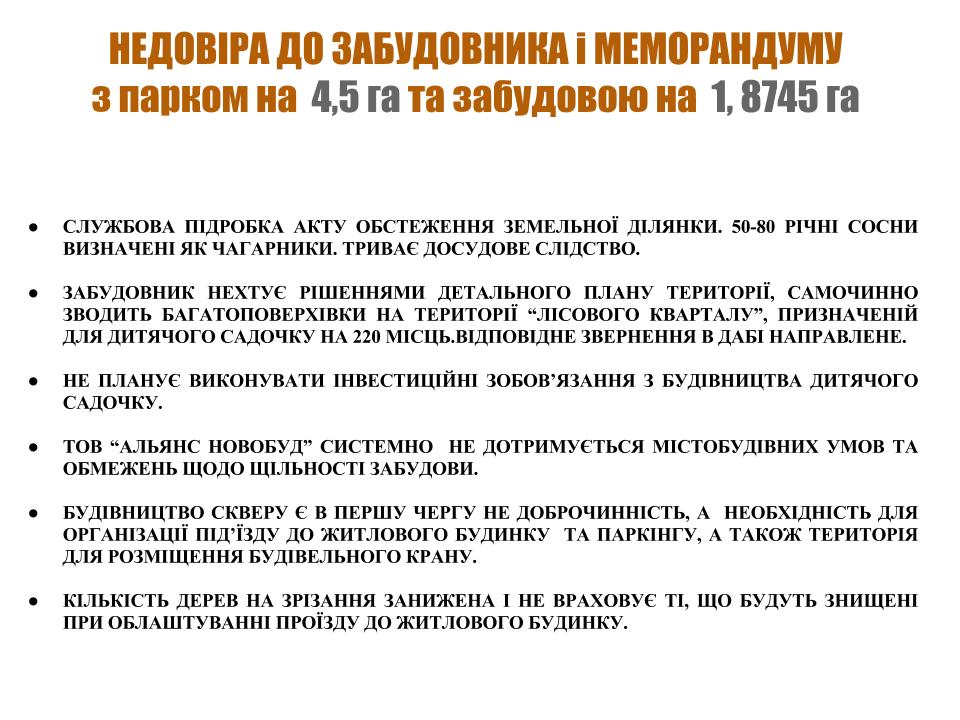 НЕДОВІРА ДО ЗАБУДОВНИКА і МЕМОРАНДУМУ
з парком на 4,5 га та забудовою на 1, 8745 га
● СЛУЖБОВА ПІДРОБКА АКТУ ОБСТЕЖЕННЯ ЗЕМЕЛЬНОЇ ДІЛЯНКИ. 50-80 РІЧНІ СОСНИ
ВИЗНАЧЕНІ ЯК ЧАГАРНИКИ. ТРИВАЄ ДОСУДОВЕ СЛІДСТВО.
● ЗАБУДОВНИК НЕХТУЄ РІШЕННЯМИ ДЕТАЛЬНОГО ПЛАНУ ТЕРИТОРІЇ, САМОЧИННО
ЗВОДИТЬ БАГАТОПОВЕРХІВКИ НА ТЕРИТОРІЇ “ЛІСОВОГО КВАРТАЛУ”, ПРИЗНАЧЕНІЙ
ДЛЯ ДИТЯЧОГО САДОЧКУ НА 220 МІСЦЬ.ВІДПОВІДНЕ ЗВЕРНЕННЯ В ДАБІ НАПРАВЛЕНЕ.
● НЕ ПЛАНУЄ ВИКОНУВАТИ ІНВЕСТИЦІЙНІ ЗОБОВ’ЯЗАННЯ З БУДІВНИЦТВА ДИТЯЧОГО
САДОЧКУ.
● ТОВ “АЛЬЯНС НОВОБУД” СИСТЕМНО НЕ ДОТРИМУЄТЬСЯ МІСТОБУДІВНИХ УМОВ ТА
ОБМЕЖЕНЬ ЩОДО ЩІЛЬНОСТІ ЗАБУДОВИ.
● БУДІВНИЦТВО СКВЕРУ Є В ПЕРШУ ЧЕРГУ НЕ ДОБРОЧИННІСТЬ, А НЕОБХІДНІСТЬ ДЛЯ
ОРГАНІЗАЦІЇ ПІД’ЇЗДУ ДО ЖИТЛОВОГО БУДИНКУ ТА ПАРКІНГУ, А ТАКОЖ ТЕРИТОРІЯ
ДЛЯ РОЗМІЩЕННЯ БУДІВЕЛЬНОГО КРАНУ.
● КІЛЬКІСТЬ ДЕРЕВ НА ЗРІЗАННЯ ЗАНИЖЕНА І НЕ ВРАХОВУЄ ТІ, ЩО БУДУТЬ ЗНИЩЕНІ
ПРИ ОБЛАШТУВАННІ ПРОЇЗДУ ДО ЖИТЛОВОГО БУДИНКУ.